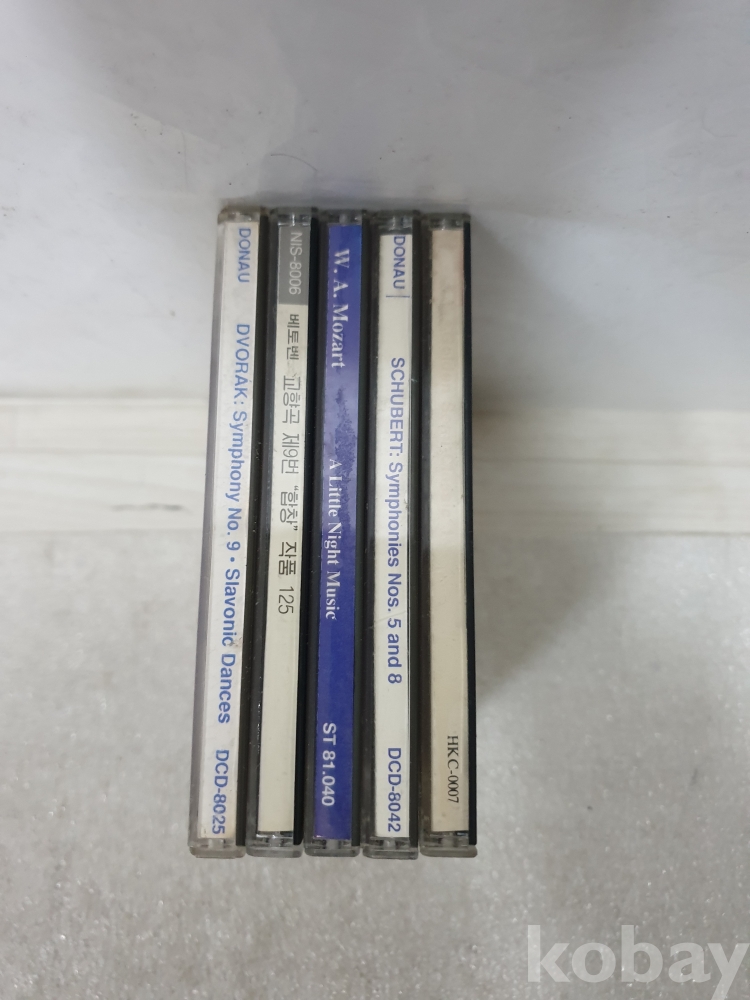 DONAU DVORÁK: Symphony No. 9 • Slavonic Dances DCD-8025
NIS-8006 베토벤 교향곡 제9번 "합창" 작품 125
W. A. Mozart A Little Night Music ST 81.040
DONAU SCHUBERT: Symphonies Nos. 5 and 8 DCD-8042
HKC-0007
kobay